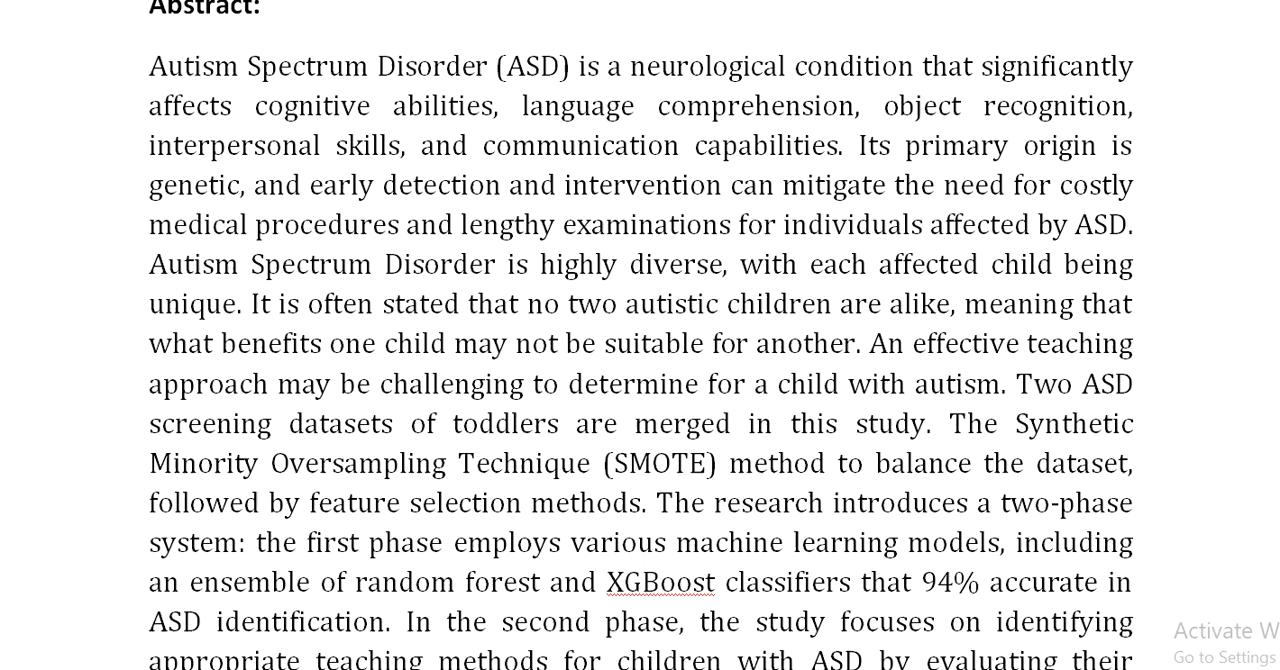 Abstract:
Autism Spectrum Disorder (ASD) is a neurological condition that significantly
affects cognitive abilities, language comprehension, object recognition,
interpersonal skills, and communication capabilities. Its primary origin is
genetic, and early detection and intervention can mitigate the need for costly
medical procedures and lengthy examinations for individuals affected by ASD.
Autism Spectrum Disorder is highly diverse, with each affected child being
unique. It is often stated that no two autistic children are alike, meaning that
what benefits one child may not be suitable for another. An effective teaching
approach may be challenging to determine for a child with autism. Two ASD
screening datasets of toddlers are merged in this study. The Synthetic
Minority Oversampling Technique (SMOTE) method to balance the dataset,
followed by feature selection methods. The research introduces a two-phase
system: the first phase employs various machine learning models, including
an ensemble of random forest and XGBoost classifiers that 94% accurate in
ASD identification. In the second phase, the study focuses on identifying
appropriate teaching methods for children with ASD by evaluating their
Activate W
Go to Settings